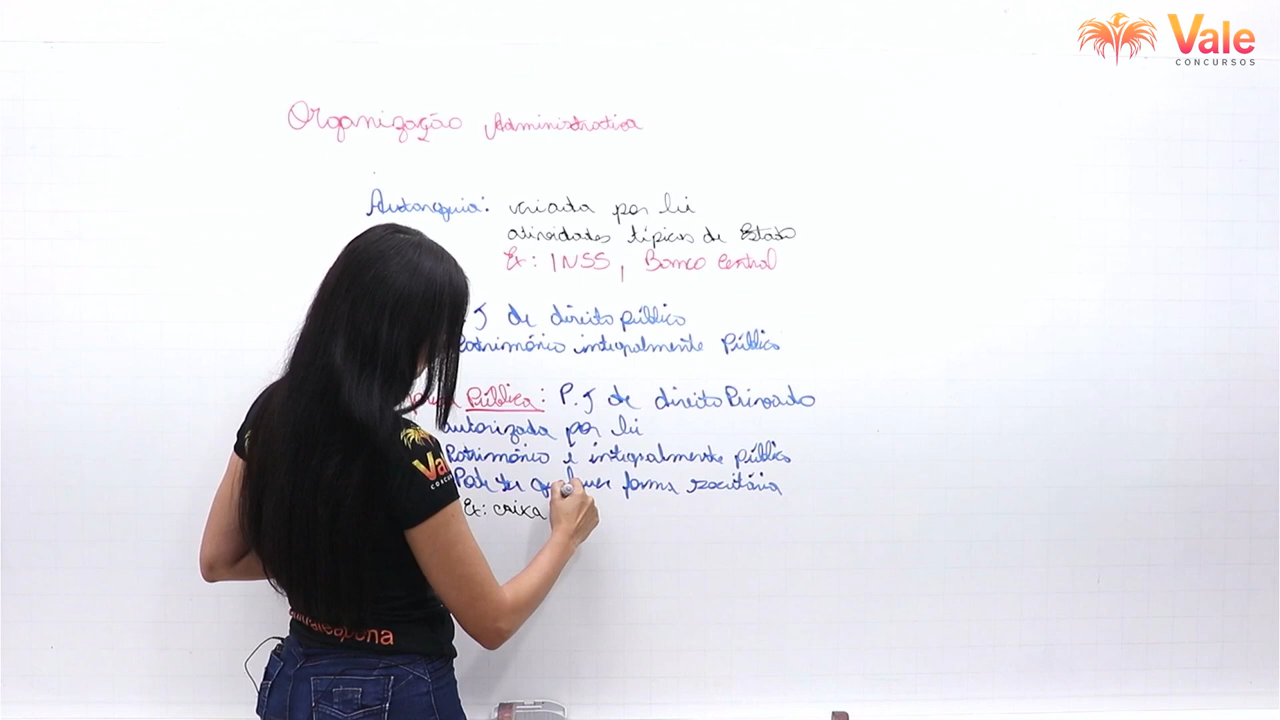 Vale
CONCURSOS
Organização Administrativa
Autarquia: criada por lei
atividades típicas de Estado
Ex: INSS, Banco Central
J de direito público
Patrimônio integralmente Público
Pública: P.J de direito Privado
autorizada por lei
Patrimônio é integralmente público
Pode ter qualquer forma societária
Ex: caixa